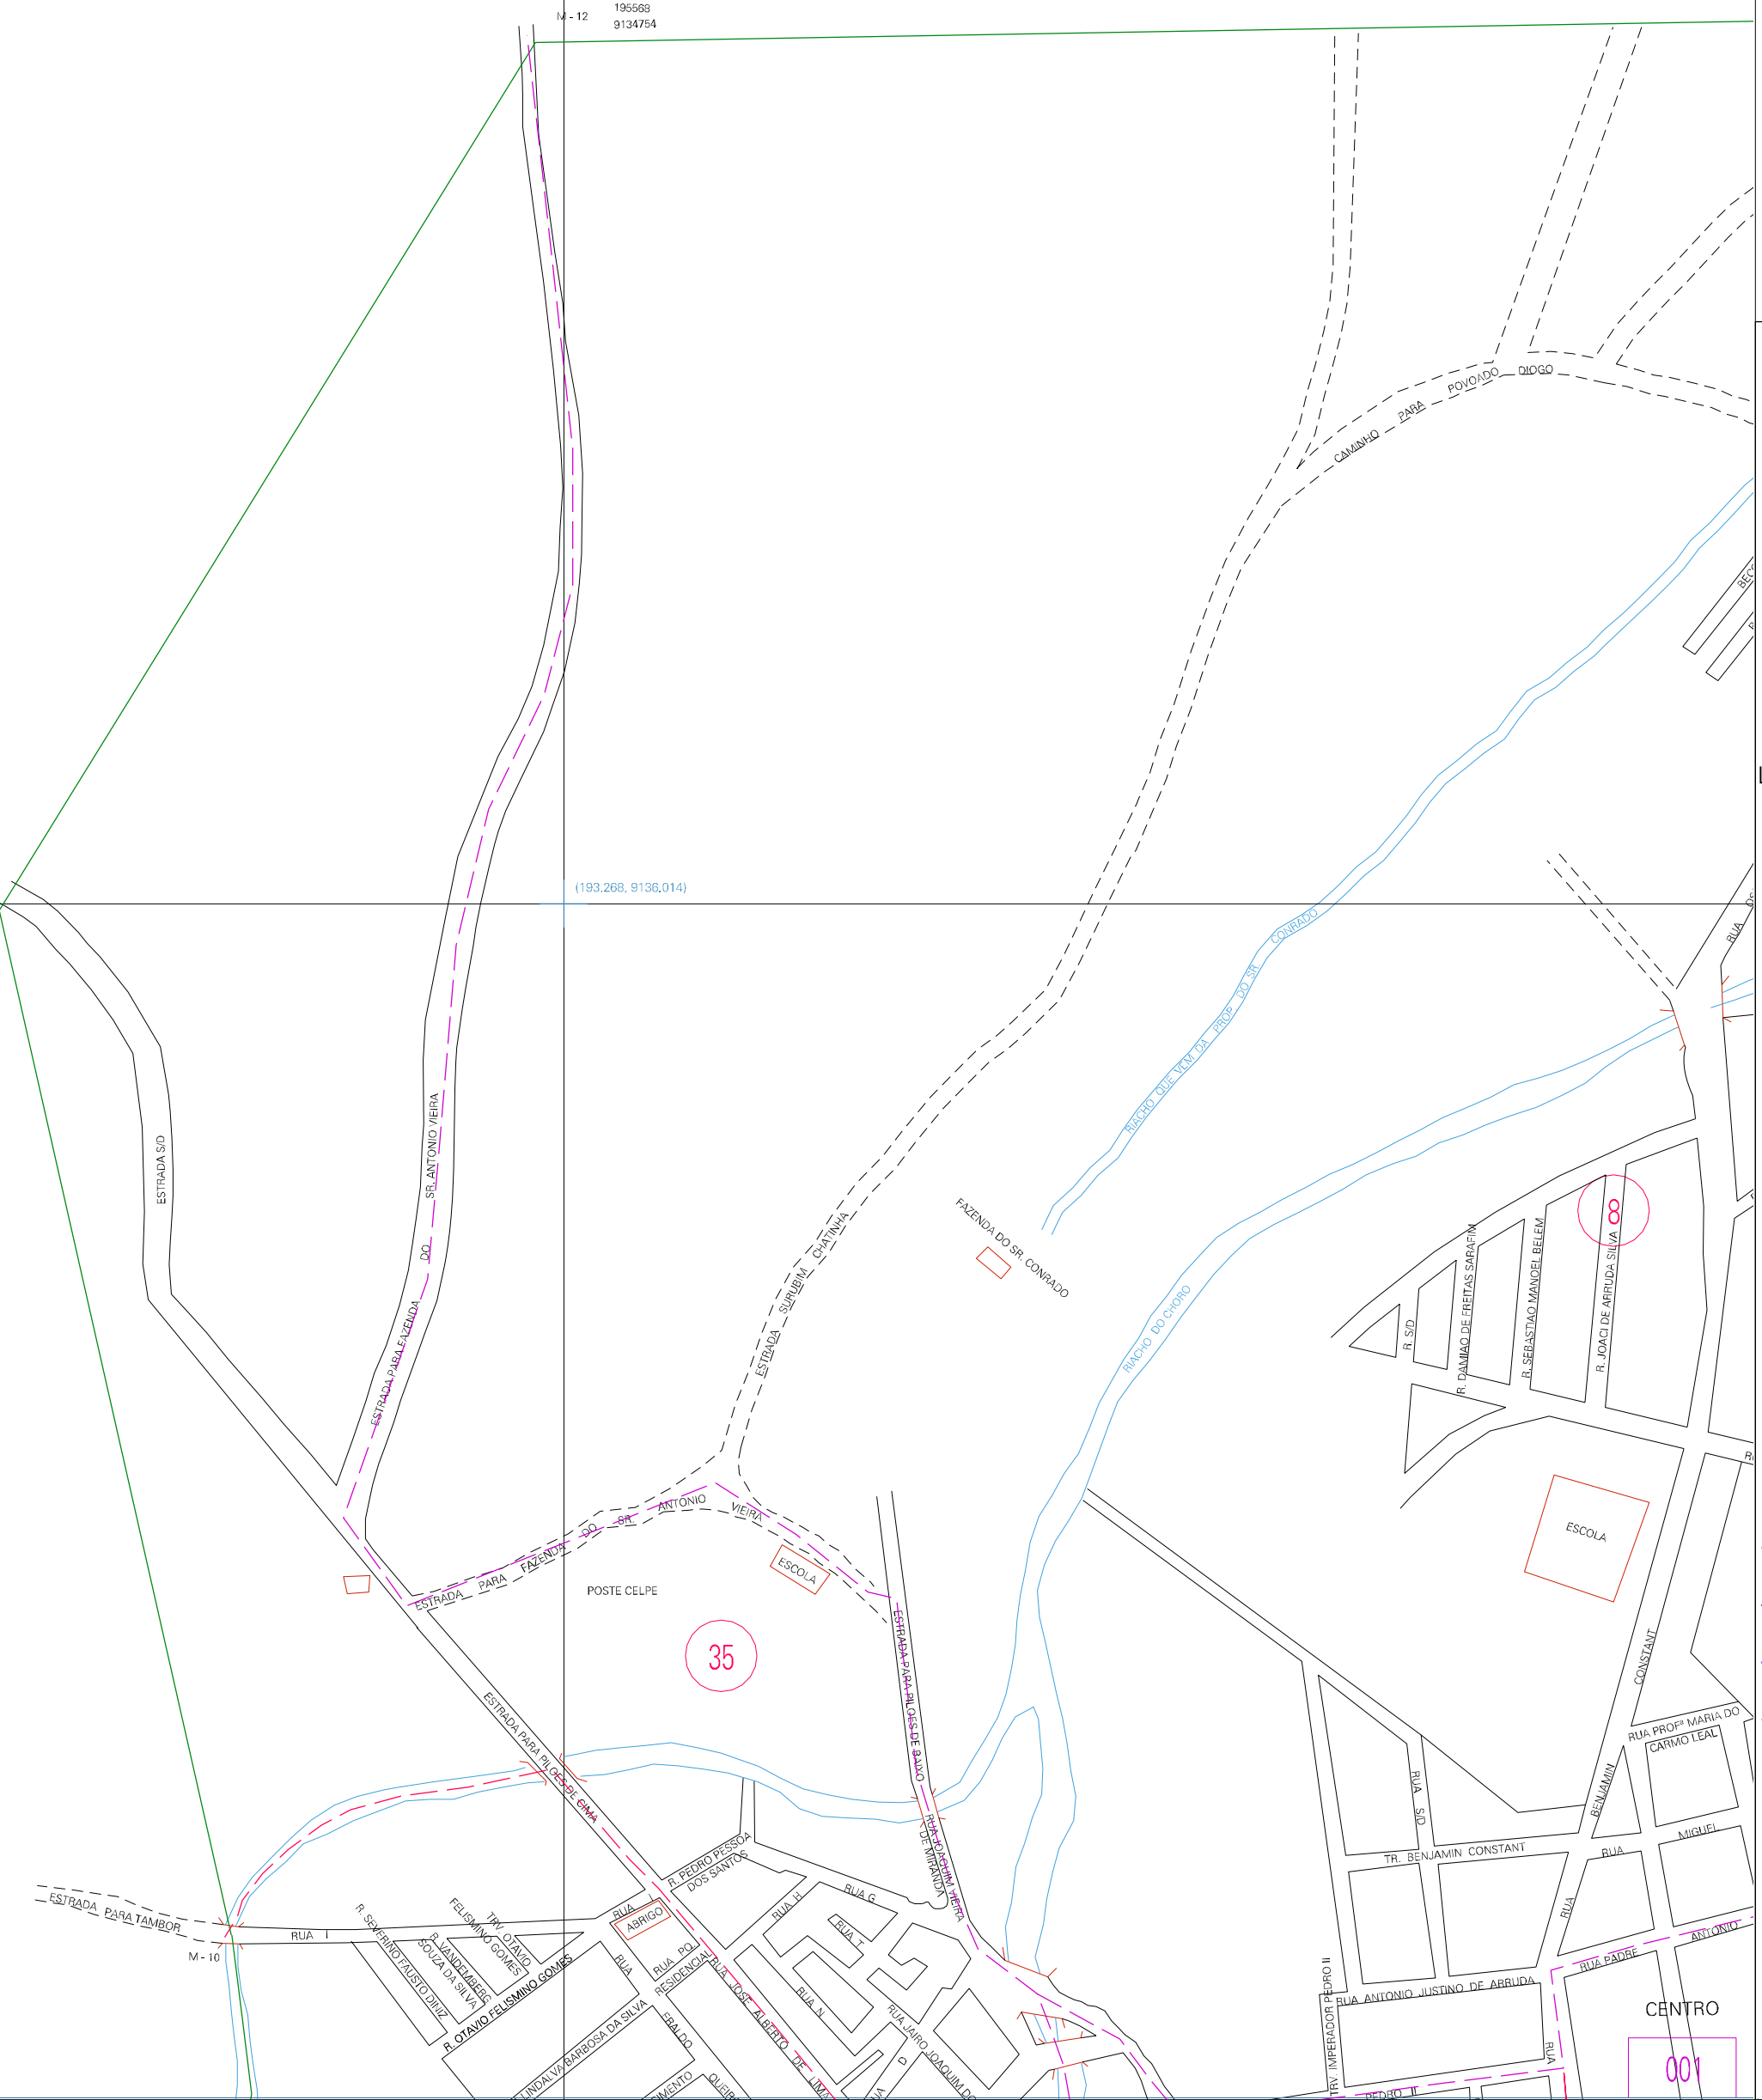 M - 12
195568
9134754
CAMINHO PARA POVOADO DIOGO
(193.268, 9136.014)
CONRADO
RIACHO QUE VEM DA PROP. DO SR.
RUA
ESTRADA S/D
ESTRADA PARA FAZENDA DO SR. ANTONIO VIEIRA
ESTRADA SURUBIM CHATINHA
FAZENDA DO SR. CONRADO
RIACHO DO CHORO
8
R. S/D
R. DAMIAO DE FREITAS SARAFIM
R. SEBASTIAO MANOEL BELEM
R. JOACI DE ARRUDA SILVA
ESCOLA
ESTRADA PARA FAZENDA DO SR. ANTONIO VIEIRA
ESCOLA
POSTE CELPE
35
ESTRADA PARA PILOES DE BAIXO
ESTRADA PARA PILOES DE CIMA
RUA BENJAMIN CONSTANT
RUA PROFª MARIA DO
CARMO LEAL
RUA S/D
TR. BENJAMIN CONSTANT
RUA MIGUEL
RUA JOAQUIM VIEIRA
DE MIRANDA
R. PEDRO PESSOA
DOS SANTOS
RUA G
RUA H
RUA T
RUA N
ESTRADA PARA TAMBOR
M - 10
RUA I
RUA
ABRIGO
R. SEVERINO FAUSTO DINIZ
R. VANDEMBERG
SOUZA DA SILVA
TRV. OTAVIO
FELISMINO GOMES
R. OTAVIO FELISMINO GOMES
RUA
RUA PQ.
RESIDENCIAL
RUA JOSE ALBERTO DE LIMA
LINDALVA BARBOSA DA SILVA
ERALDO
RUA JAIRO JOAQUIM DO
D
TRV. IMPERADOR PEDRO II
RUA ANTONIO JUSTINO DE ARRUDA
RUA PADRE ANTONIO
CENTRO
001
RUA
PEDRO II